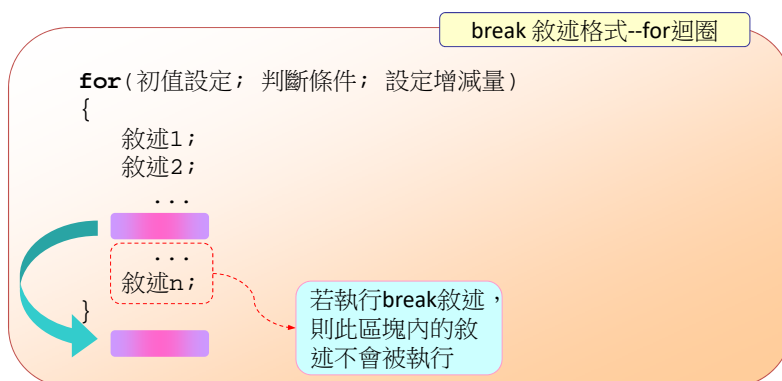 break 敘述格式--for迴圈
for(初值設定; 判斷條件; 設定增減量)
{
敘述1;
敘述2;
...
...
敘述n;
}
若執行break敘述，
則此區塊內的敘
述不會被執行